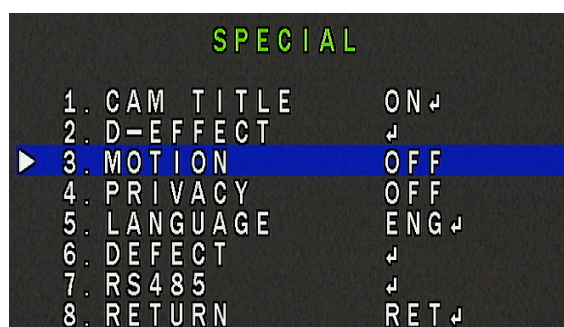 SPECIAL
1. CAM TITLE ON↲
2. D-EFFECT ↲
3. MOTION OFF
4. PRIVACY OFF
5. LANGUAGE ENG↲
6. DEFECT ↲
7. RS485 ↲
8. RETURN RET↲